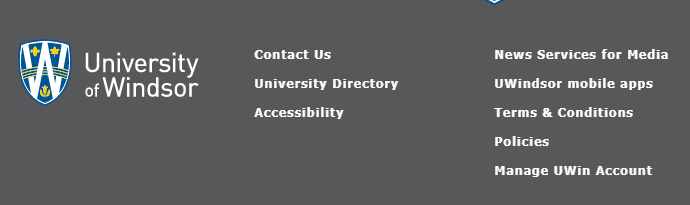 University
of Windsor
Contact Us
University Directory
Accessibility
News Services for Media
UWindsor mobile apps
Terms & Conditions
Policies
Manage UWin Account